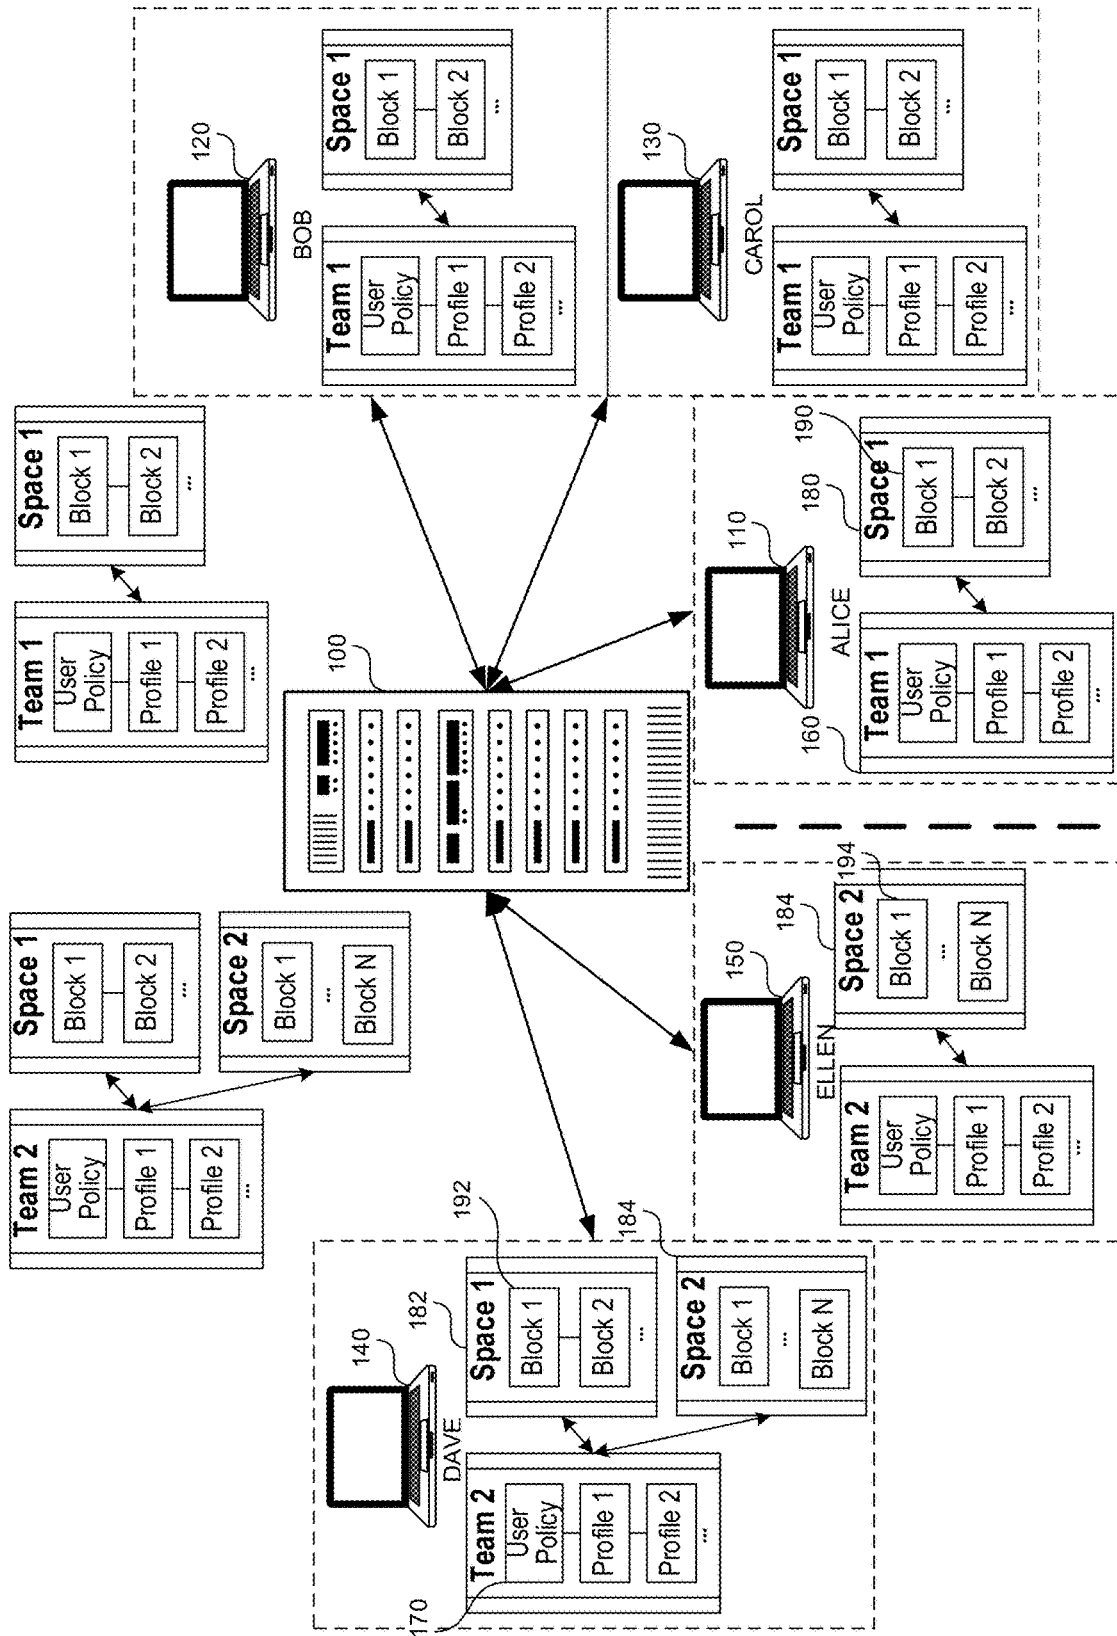 Team 2
User
Policy
Profile 1
Profile 2
...
Space 1
Block 1
Block 2
...
Space 2
Block 1
...
Block N
Team 1
User
Policy
Profile 1
Profile 2
...
Space 1
Block 1
Block 2
...
100
140
DAVE
170
Team 2
User
Policy
Profile 1
Profile 2
...
182
Space 1
192
Block 1
Block 2
...
184
Space 2
Block 1
...
Block N
120
BOB
Team 1
User
Policy
Profile 1
Profile 2
...
Space 1
Block 1
Block 2
...
150
ELLEN
Team 2
User
Policy
Profile 1
Profile 2
...
184
Space 2
194
Block 1
...
Block N
110
ALICE
160
Team 1
User
Policy
Profile 1
Profile 2
...
180
Space 1
190
Block 1
Block 2
...
130
CAROL
Team 1
User
Policy
Profile 1
Profile 2
...
Space 1
Block 1
Block 2
...